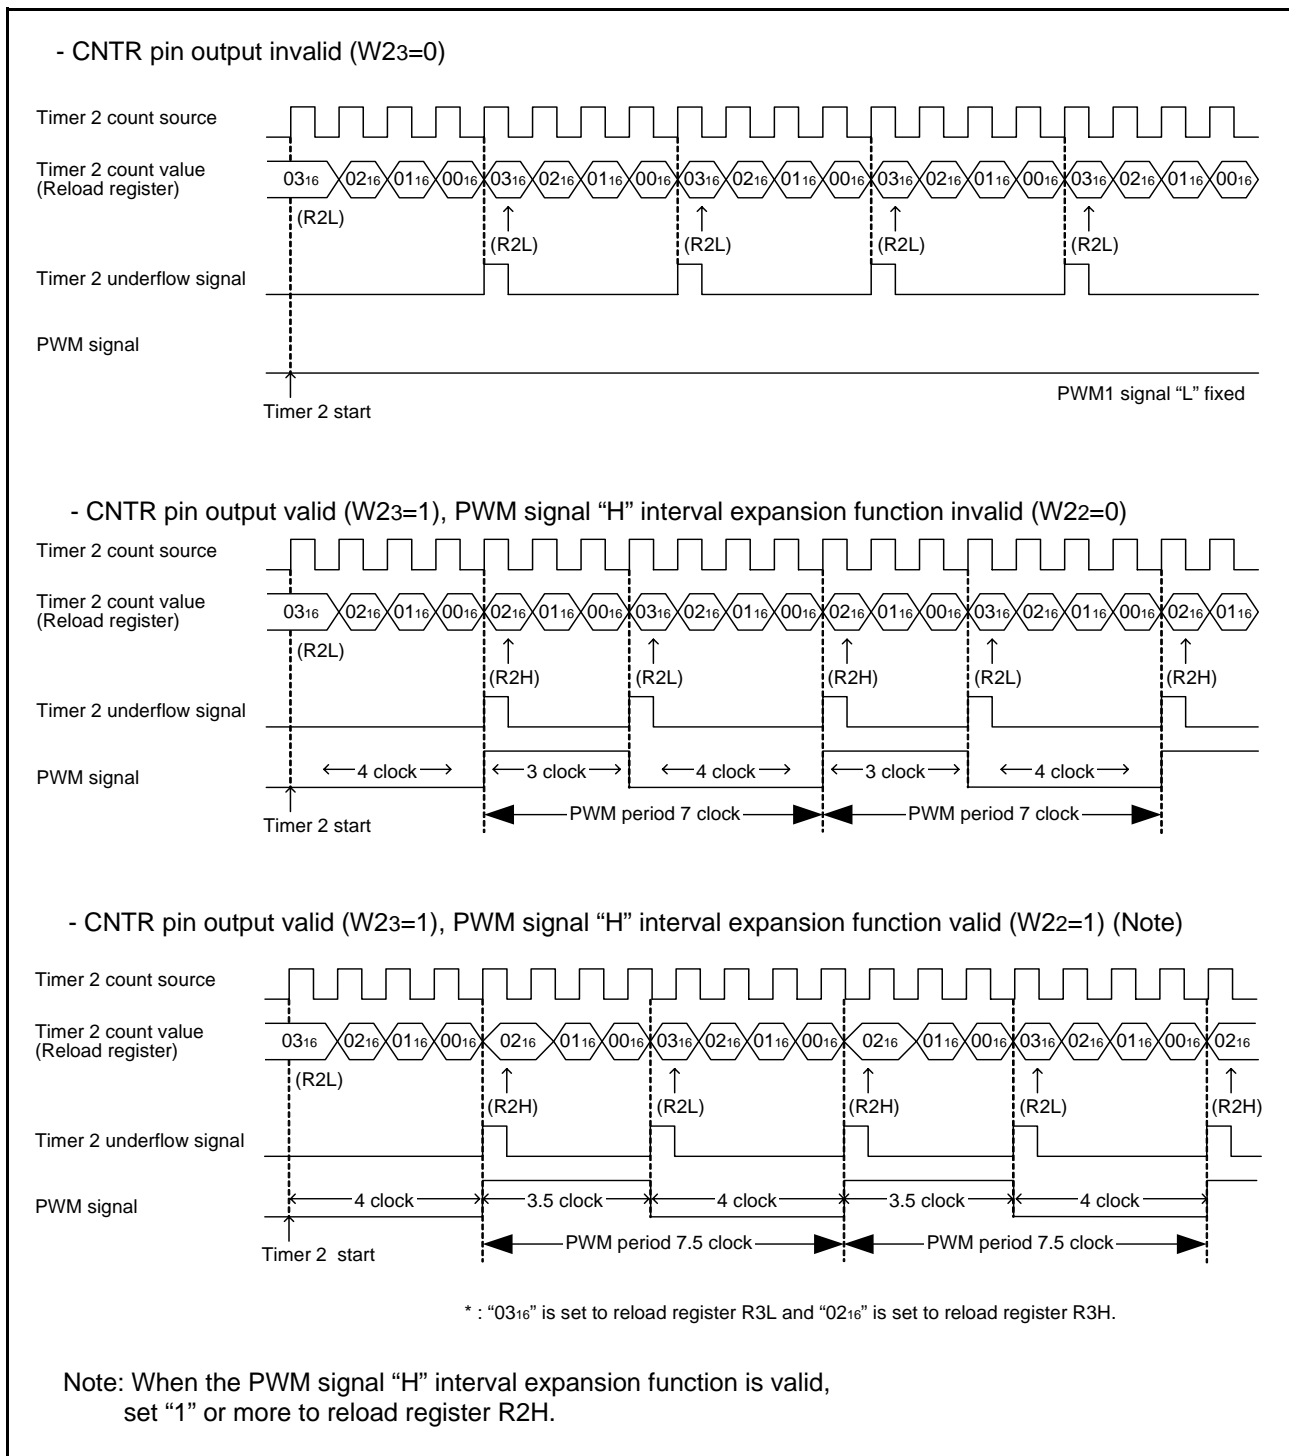 - CNTR pin output invalid (W23=0)
Timer 2 count source
Timer 2 count value
(Reload register)
0316 0216 0116 0016 0316 0216 0116 0016 0316 0216 0116 0016 0316 0216 0116 0016 0316 0216 0116 0016
(R2L) (R2L) (R2L) (R2L) (R2L)
Timer 2 underflow signal
PWM signal
PWM1 signal “L” fixed
Timer 2 start
- CNTR pin output valid (W23=1), PWM signal “H” interval expansion function invalid (W22=0)
Timer 2 count source
Timer 2 count value
(Reload register)
0316 0216 0116 0016 0216 0116 0016 0316 0216 0116 0016 0216 0116 0016 0316 0216 0116 0016 0216 0116
(R2L) (R2H) (R2L) (R2H) (R2L) (R2H)
Timer 2 underflow signal
PWM signal
4 clock 3 clock 4 clock 3 clock 4 clock
PWM period 7 clock PWM period 7 clock
Timer 2 start
- CNTR pin output valid (W23=1), PWM signal “H” interval expansion function valid (W22=1) (Note)
Timer 2 count source
Timer 2 count value
(Reload register)
0316 0216 0116 0016 0216 0116 0016 0316 0216 0116 0016 0216 0116 0016 0316 0216 0116 0016 0216
(R2L) (R2H) (R2L) (R2H) (R2L) (R2H)
Timer 2 underflow signal
PWM signal
4 clock 3.5 clock 4 clock 3.5 clock 4 clock
PWM period 7.5 clock PWM period 7.5 clock
Timer 2 start
* : “0316” is set to reload register R3L and “0216” is set to reload register R3H.
Note: When the PWM signal “H” interval expansion function is valid,
set “1” or more to reload register R2H.